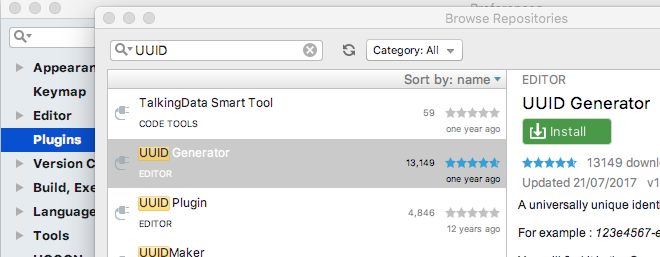 Preferences
Browse Repositories
UUID
Category: All
Appearan
Keymap
Editor
Plugins
Version C
Build, Exe
Language
Tools
Sort by: name
TalkingData Smart Tool
59
CODE TOOLS
one year ago
UUID Generator
13,149
EDITOR
one year ago
UUID Plugin
4,846
EDITOR
12 years ago
UUIDMaker
EDITOR
UUID Generator
Install
13149 downlo
Updated 21/07/2017 v1
A universally unique identi
For example : 123e4567-e